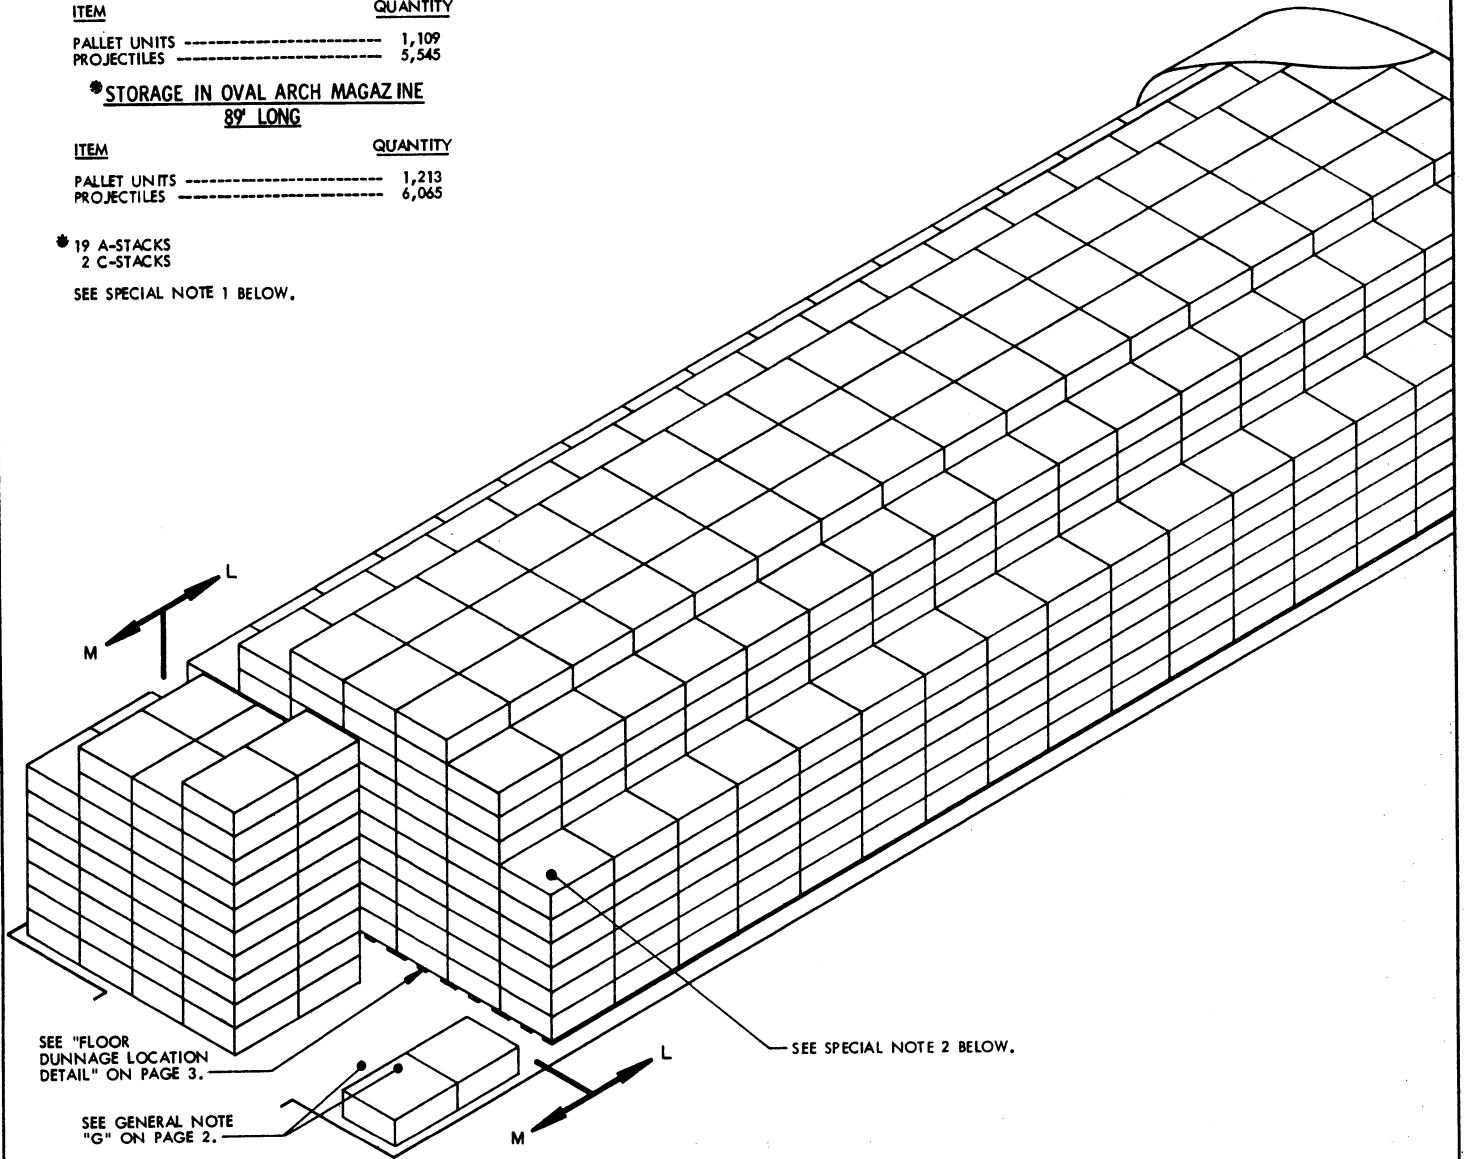 ITEM QUANTITY
PALLET UNITS ------------------------- 1,109
PROJECTILES -------------------------- 5,545
*STORAGE IN OVAL ARCH MAGAZINE
89' LONG
ITEM QUANTITY
PALLET UNITS ------------------------- 1,213
PROJECTILES -------------------------- 6,065
* 19 A-STACKS
2 C-STACKS
SEE SPECIAL NOTE 1 BELOW.
L
M
SEE "FLOOR
DUNNAGE LOCATION
DETAIL" ON PAGE 3.
SEE SPECIAL NOTE 2 BELOW.
L
M
SEE GENERAL NOTE
"G" ON PAGE 2.